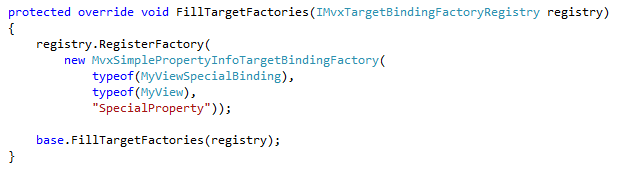 protected override void FillTargetFactories(IMvxTargetBindingFactoryRegistry registry)
{
    registry.RegisterFactory(
        new MvxSimplePropertyInfoTargetBindingFactory(
            typeof(MyViewSpecialBinding),
            typeof(MyView),
            "SpecialProperty"));

    base.FillTargetFactories(registry);
}